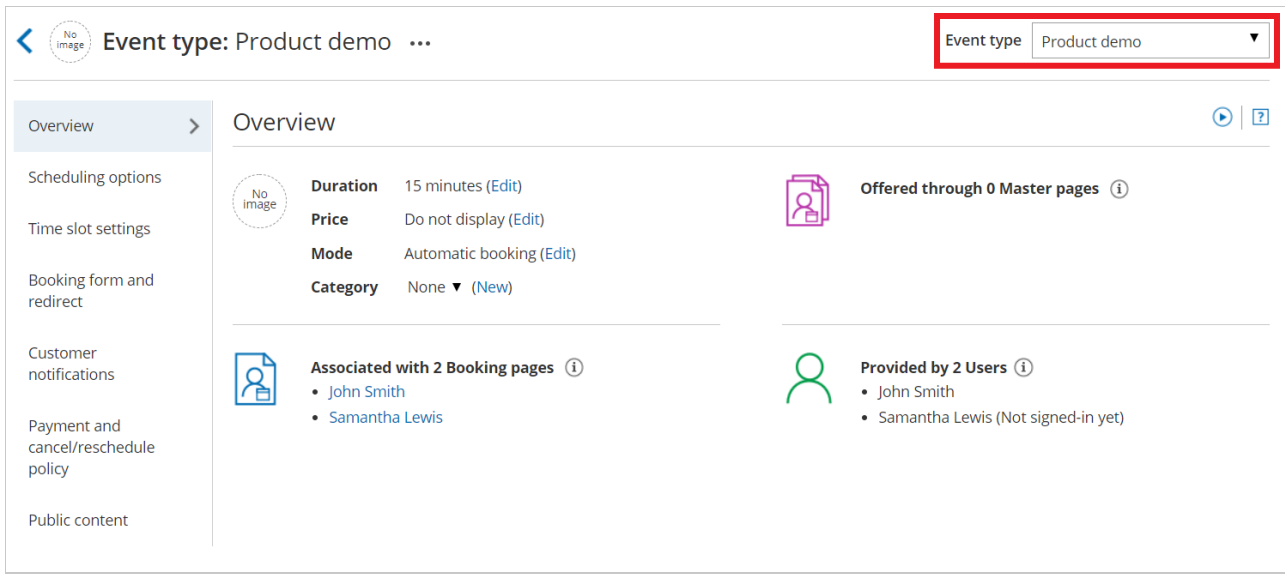 No
image
Event type: Product demo ...
Event type Product demo ▼
Overview
Scheduling options
Time slot settings
Booking form and
redirect
Customer
notifications
Payment and
cancel/reschedule
policy
Public content
Overview
?
No
image
Duration 15 minutes (Edit)
Price Do not display (Edit)
Mode Automatic booking (Edit)
Category None ▼ (New)
Offered through 0 Master pages i
Associated with 2 Booking pages i
• John Smith
• Samantha Lewis
Provided by 2 Users i
• John Smith
• Samantha Lewis (Not signed-in yet)